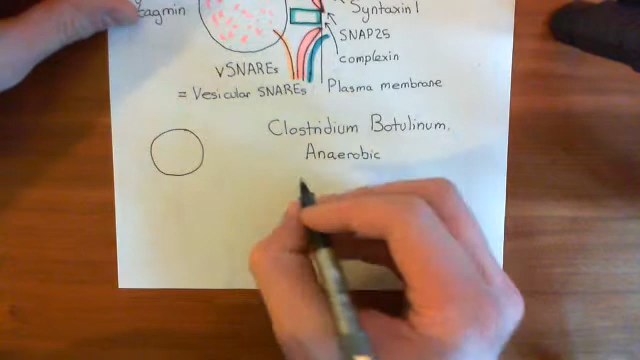 Syntaxin 1
SNAP25
complexin
vSNAREs
= Vesicular SNAREs
Plasma membrane
Clostridium Botulinum.
Anaerobic